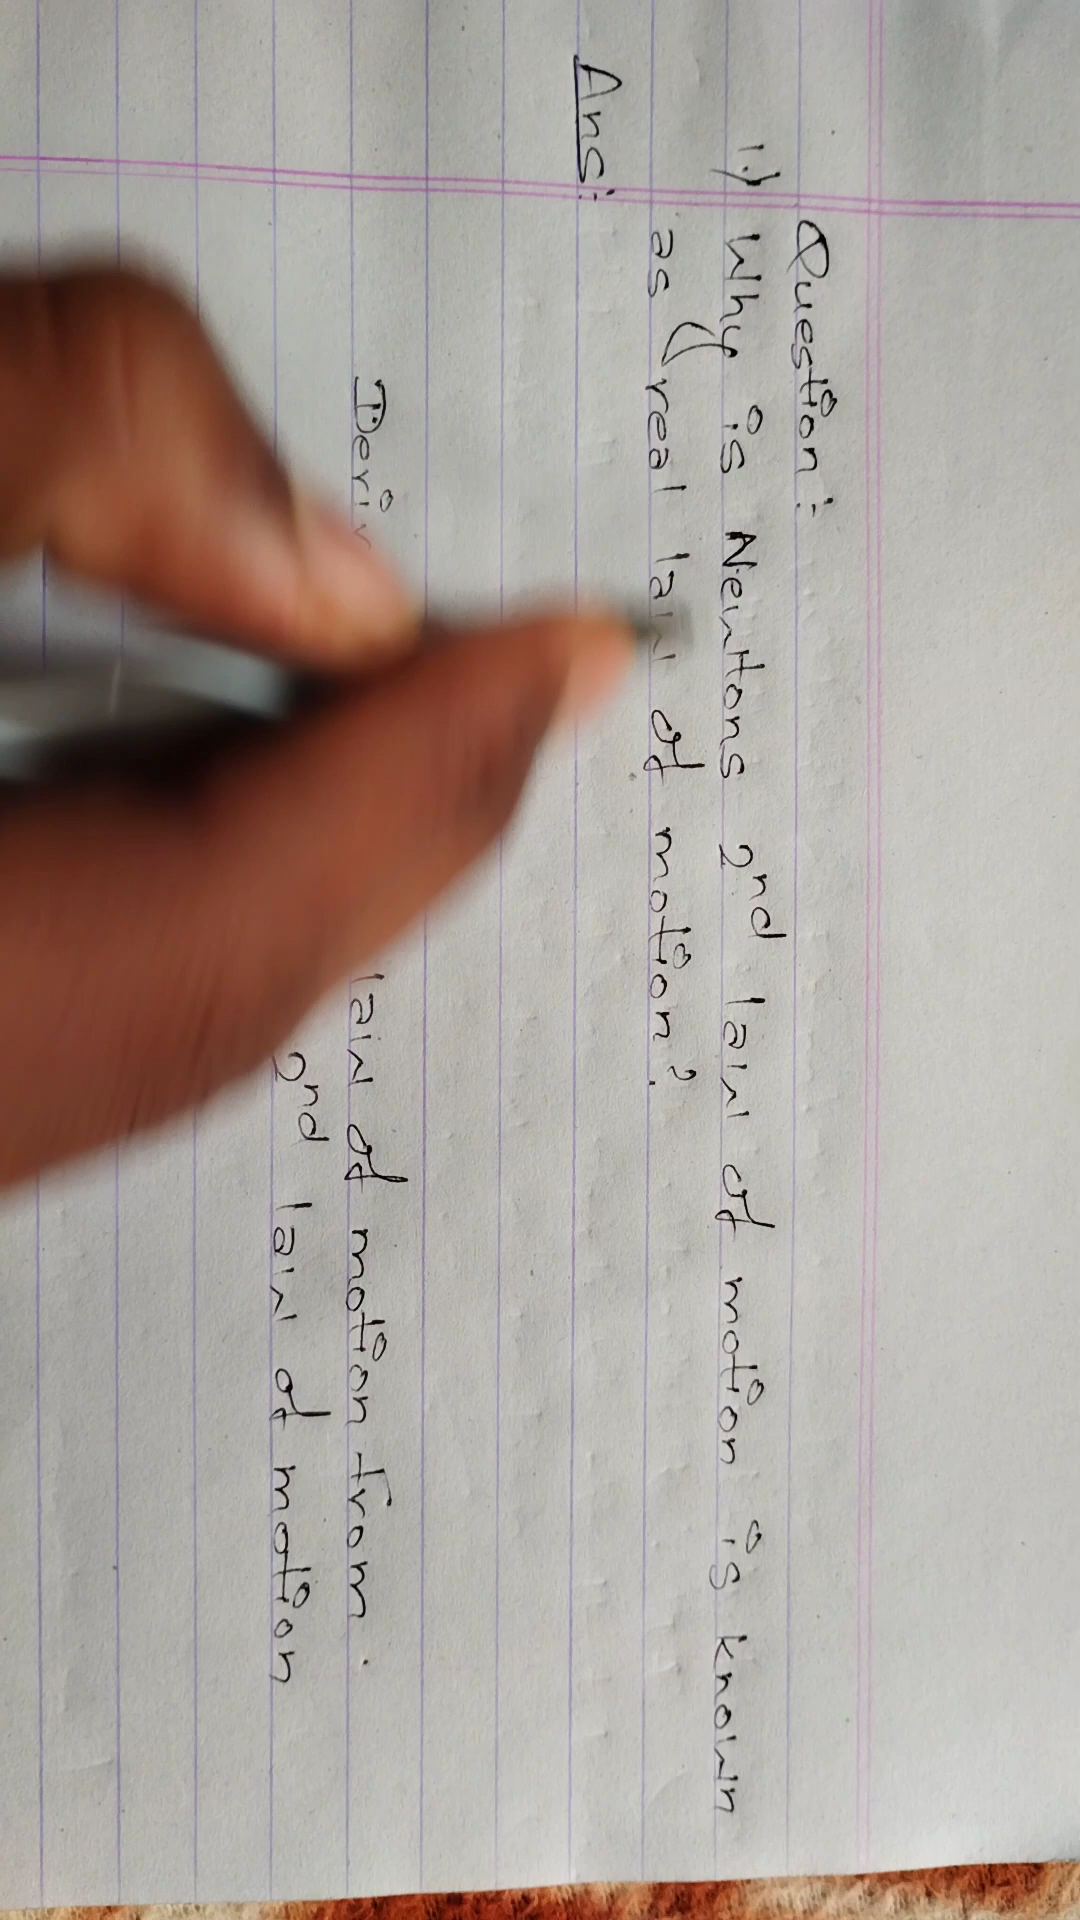 Question:
1.) Why is Newtons 2nd law of motion is known
as real law of motion?
Ans:
law of motion from
2nd law of motion